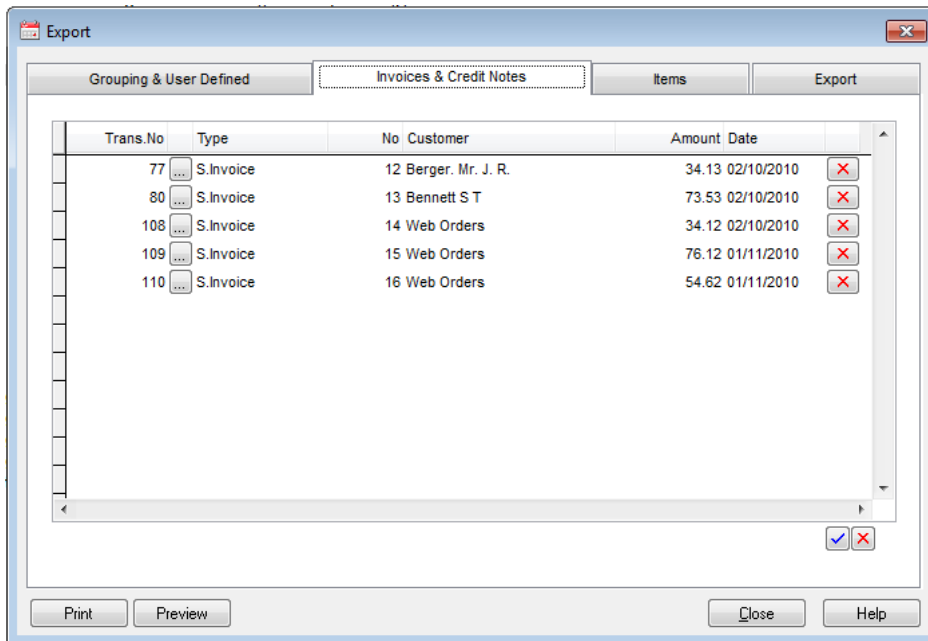 Export
Grouping & User Defined Invoices & Credit Notes Items Export
Trans.No Type No Customer Amount Date
77 ... S.Invoice 12 Berger. Mr. J. R. 34.13 02/10/2010
80 ... S.Invoice 13 Bennett S T 73.53 02/10/2010
108 ... S.Invoice 14 Web Orders 34.12 02/10/2010
109 ... S.Invoice 15 Web Orders 76.12 01/11/2010
110 ... S.Invoice 16 Web Orders 54.62 01/11/2010
Print Preview Close Help